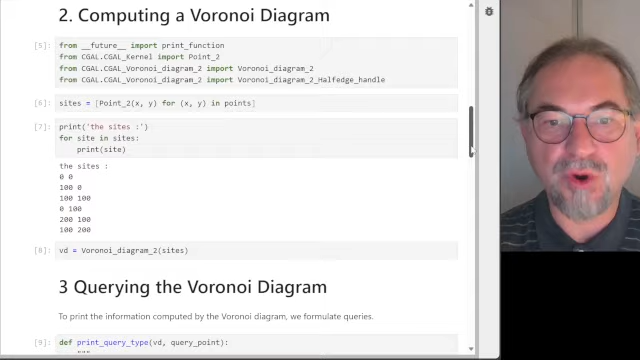 2. Computing a Voronoi Diagram
[5]: from __future__ import print_function
from CGAL.CGAL_Kernel import Point_2
from CGAL.CGAL_Voronoi_diagram_2 import Voronoi_diagram_2
from CGAL.CGAL_Voronoi_diagram_2 import Voronoi_diagram_2_Halfedge_handle
[6]: sites = [Point_2(x, y) for (x, y) in points]
[7]: print('the sites :')
for site in sites:
print(site)
the sites :
0 0
100 0
100 100
0 100
200 100
100 200
[8]: vd = Voronoi_diagram_2(sites)
3 Querying the Voronoi Diagram
To print the information computed by the Voronoi diagram, we formulate queries.
[9]: def print_query_type(vd, query_point):